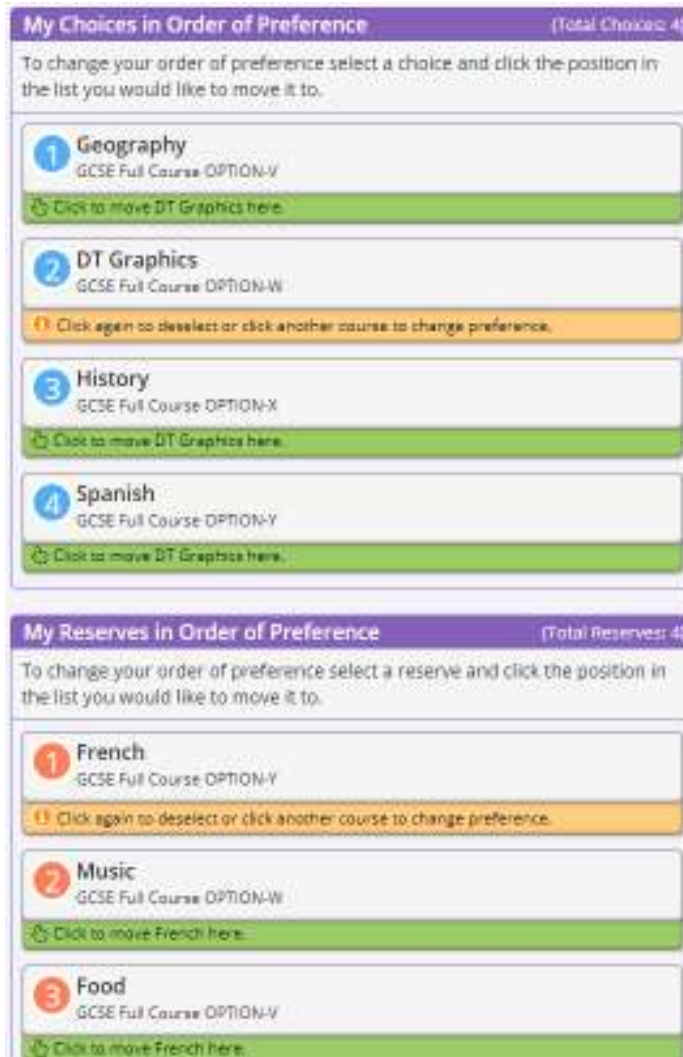 My Choices in Order of Preference (Total Choices: 4)
To change your order of preference select a choice and click the position in
the list you would like to move it to.
1 Geography
GCSE Full Course OPTION-V
Click to move DT Graphics here.
2 DT Graphics
GCSE Full Course OPTION-W
Click again to deselect or click another course to change preference.
3 History
GCSE Full Course OPTION-X
Click to move DT Graphics here.
4 Spanish
GCSE Full Course OPTION-Y
Click to move DT Graphics here.
My Reserves in Order of Preference (Total Reserves: 4)
To change your order of preference select a reserve and click the position in
the list you would like to move it to.
1 French
GCSE Full Course OPTION-Y
Click again to deselect or click another course to change preference.
2 Music
GCSE Full Course OPTION-W
Click to move French here.
3 Food
GCSE Full Course OPTION-V
Click to move French here.